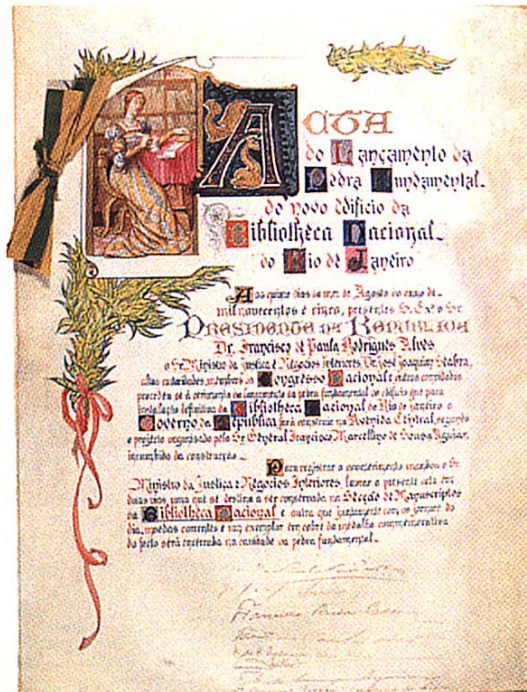 ACTA
do Lançamento da
Pedra Fundamental
do novo edificio da
Bibliotheca Nacional
do Rio de Janeiro
Aos quinze dias do mez de Agosto do anno de
mil novecentos e cinco, presentes S. Ex. o Sr.
PRESIDENTE DA REPUBLICA
Dr. Francisco de Paula Rodrigues Alves
o Sr. Ministro da Justiça e Negocios Interiores Dr. José Joaquim Seabra,
altas autoridades, membros do Congresso Nacional e outros convidados
procedeu-se á ceremonia do lançamento da pedra fundamental do edificio que para
installação definitiva da Bibliotheca Nacional do Rio de Janeiro o
Governo da Republica fará construir na Avenida Central, segundo
o projecto organisado pelo Sr. General Francisco Marcellino de Souza Aguiar,
incumbido da construcção.
Para registrar o acontecimento mandou o Sr.
Ministro da Justiça e Negocios Interiores lavrar a presente acta em
duas vias, uma que se destina a ser conservada na Secção de Manuscriptos
da Bibliotheca Nacional e outra que juntamente com os jornaes do
dia, moedas correntes e um exemplar em cobre da medalha commemorativa
do facto será encerrada na cavidade da pedra fundamental.